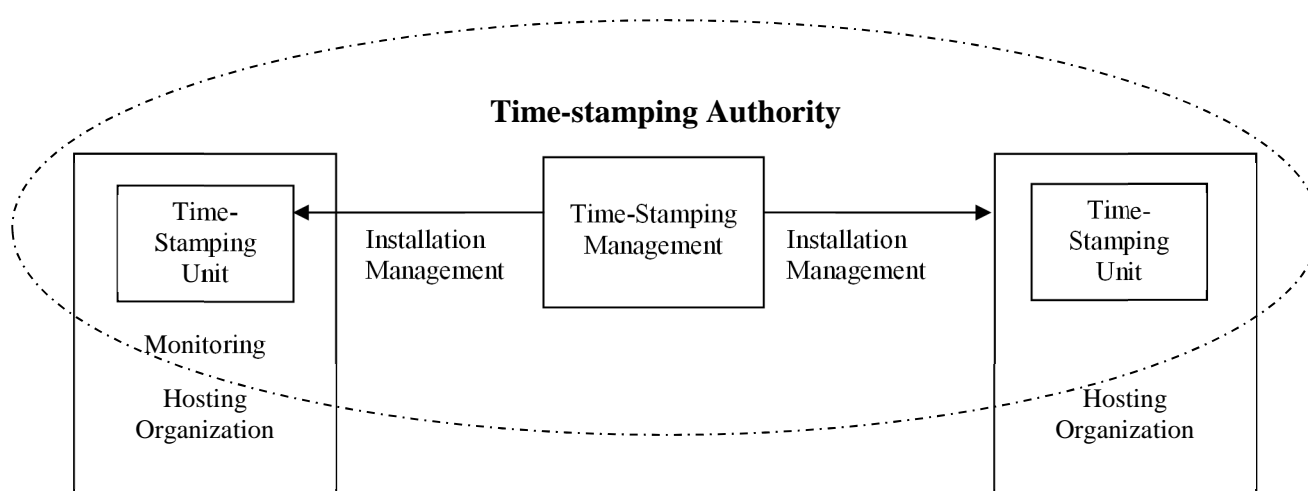 Time-stamping Authority
Time-
Stamping
Unit
Installation
Management
Time-Stamping
Management
Installation
Management
Time-
Stamping
Unit
Monitoring
Hosting
Organization
Hosting
Organization